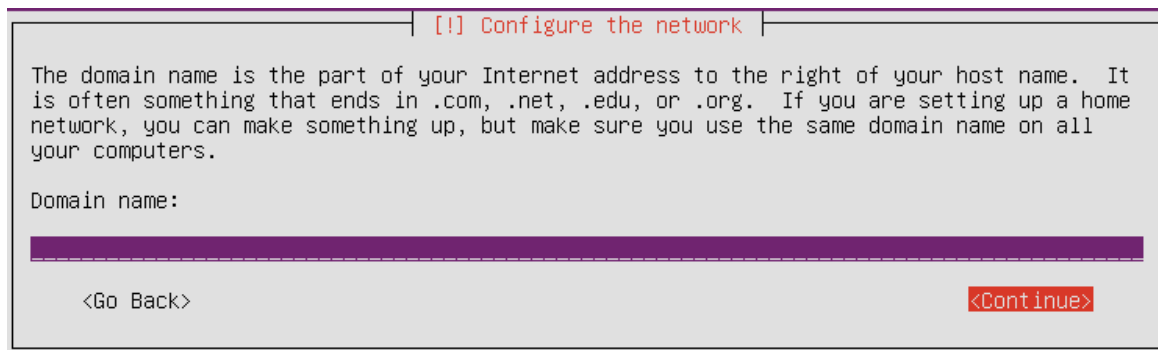 [!] Configure the network
The domain name is the part of your Internet address to the right of your host name.  It
is often something that ends in .com, .net, .edu, or .org.  If you are setting up a home
network, you can make something up, but make sure you use the same domain name on all
your computers.
Domain name:
<Go Back> <Continue>